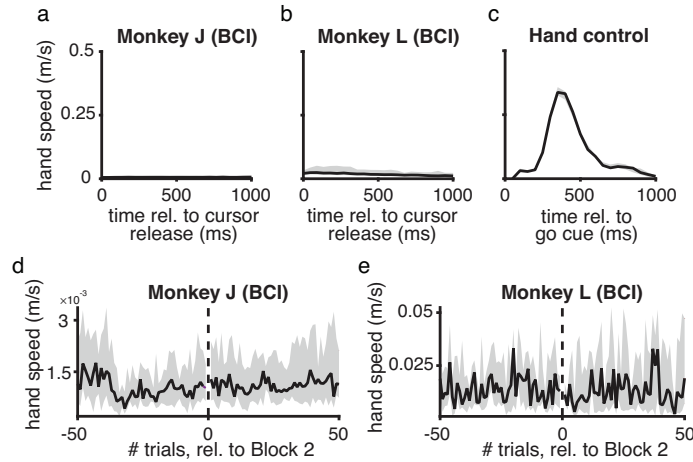 a
Monkey J (BCI)
hand speed (m/s)
0.5
0.25
0
0 500 1000
time rel. to cursor
release (ms)
b
Monkey L (BCI)
0 500 1000
time rel. to cursor
release (ms)
c
Hand control
0 500 1000
time rel. to
go cue (ms)
d
Monkey J (BCI)
hand speed (m/s)
×10⁻³
3
1.5
-50 0 50
# trials, rel. to Block 2
e
Monkey L (BCI)
hand speed (m/s)
0.05
0.025
-50 0 50
# trials, rel. to Block 2